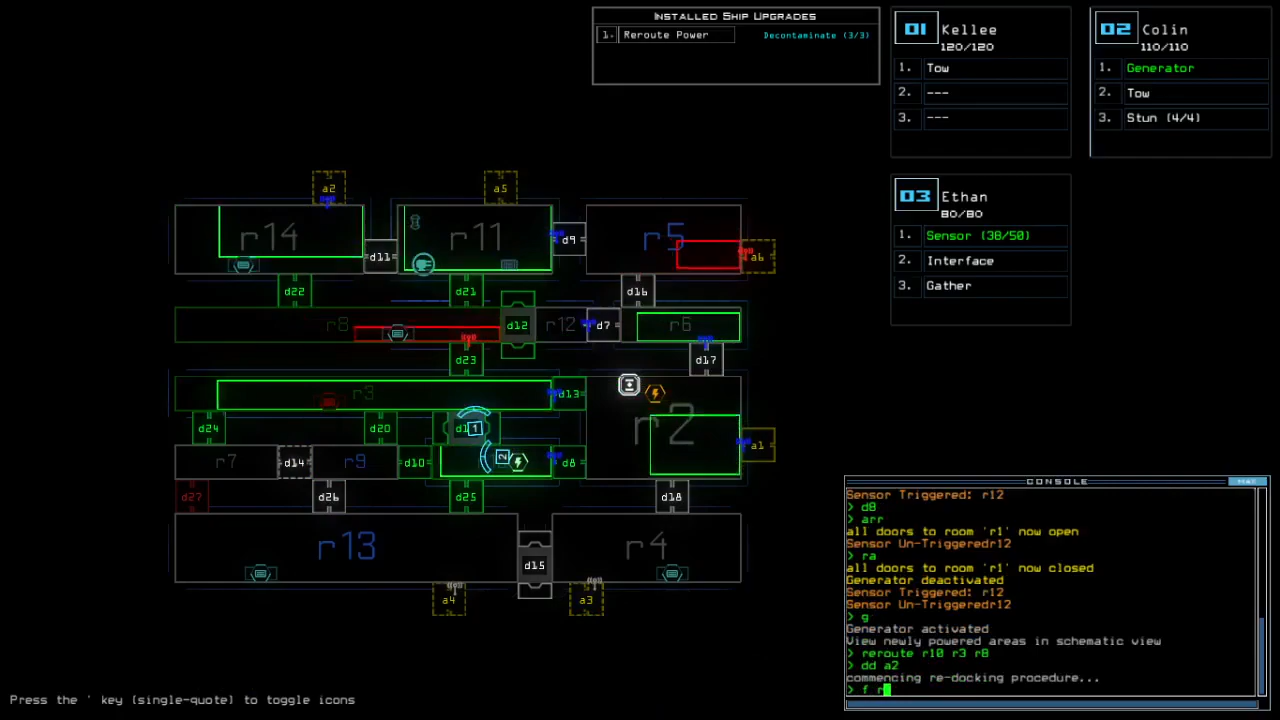 INSTALLED SHIP UPGRADES
1. Reroute Power Decontaminate (3/3)
01 Kellee
120/120
1. Tow
2. ---
3. ---
02 Colin
110/110
1. Generator
2. Tow
3. Stun (4/4)
03 Ethan
80/80
1. Sensor (38/50)
2. Interface
3. Gather
a2 a5
r14 d11 r11 d9 r5 a6
d22 d21 d16
r8 d12 r12 d7 r6
d23 d17
r3 d13 r2
d24 d20 1
r7 d14 r9 d10 2 d8 a1
d27 d26 d25 d18
r13 d15 r4
a4 a3
CONSOLE
Sensor Triggered: r12
> d8
> arr
all doors to room 'r1' now open
Sensor Un-Triggeredr12
> ra
all doors to room 'r1' now closed
Generator deactivated
Sensor Triggered: r12
Sensor Un-Triggeredr12
> g
Generator activated
View newly powered areas in schematic view
> reroute r10 r3 r8
> dd a2
commencing re-docking procedure...
> f r
Press the ' key (single-quote) to toggle icons